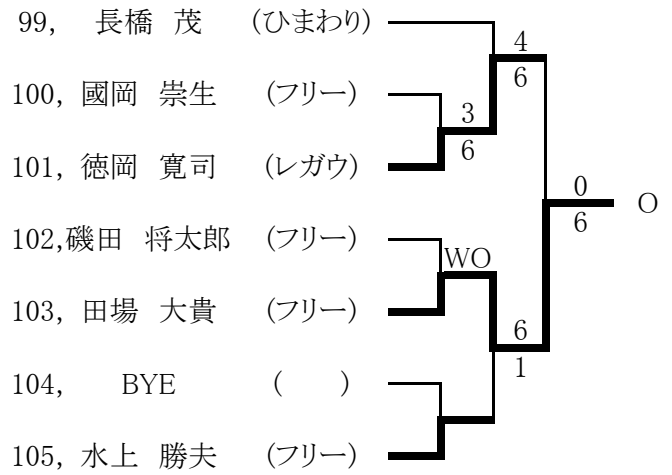 99, 長橋 茂 (ひまわり)
4
6
100, 國岡 崇生 (フリー)
3
6
101, 徳岡 寛司 (レガウ)
0
6
O
102,磯田 将太郎 (フリー)
WO
103, 田場 大貴 (フリー)
6
1
104, BYE ( )
105, 水上 勝夫 (フリー)